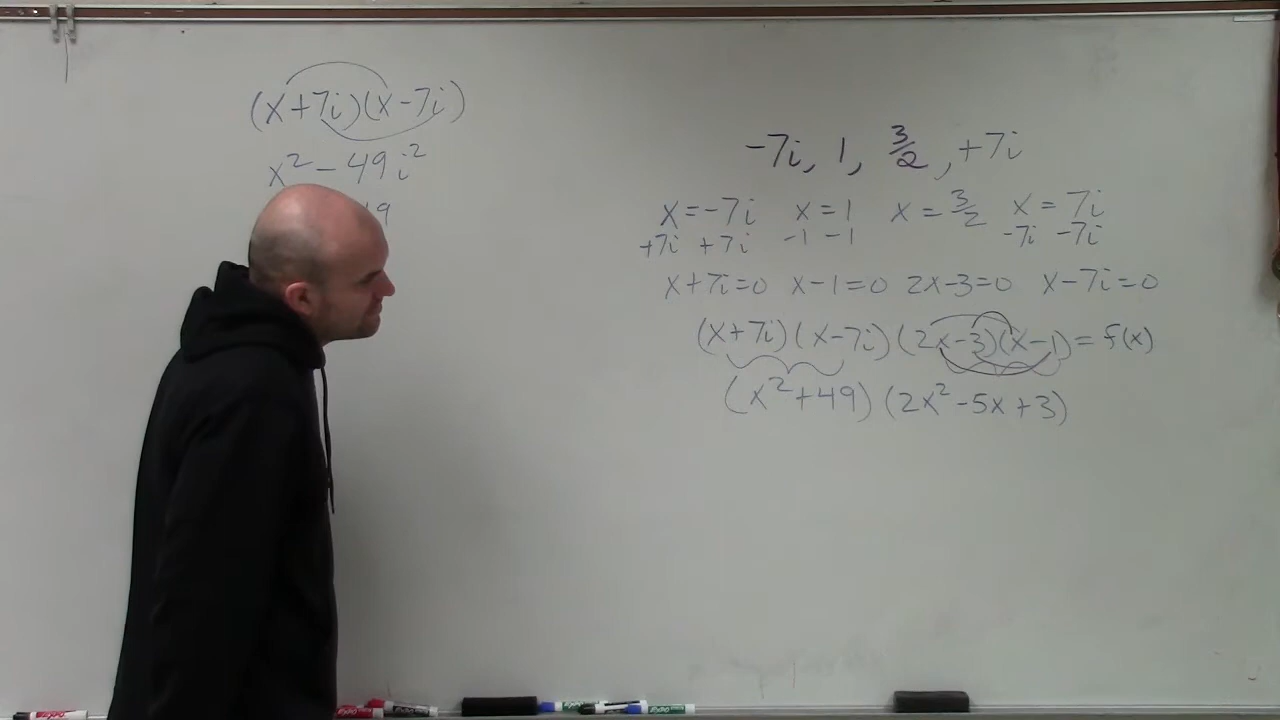 (x+7i)(x-7i)
x² - 49i²
-7i, 1, 3/2, +7i
x=-7i x=1 x=3/2 x=7i
+7i +7i -1 -1 -7i -7i
x+7i=0 x-1=0 2x-3=0 x-7i=0
(x+7i)(x-7i)(2x-3)(x-1)=f(x)
(x²+49)(2x²-5x+3)